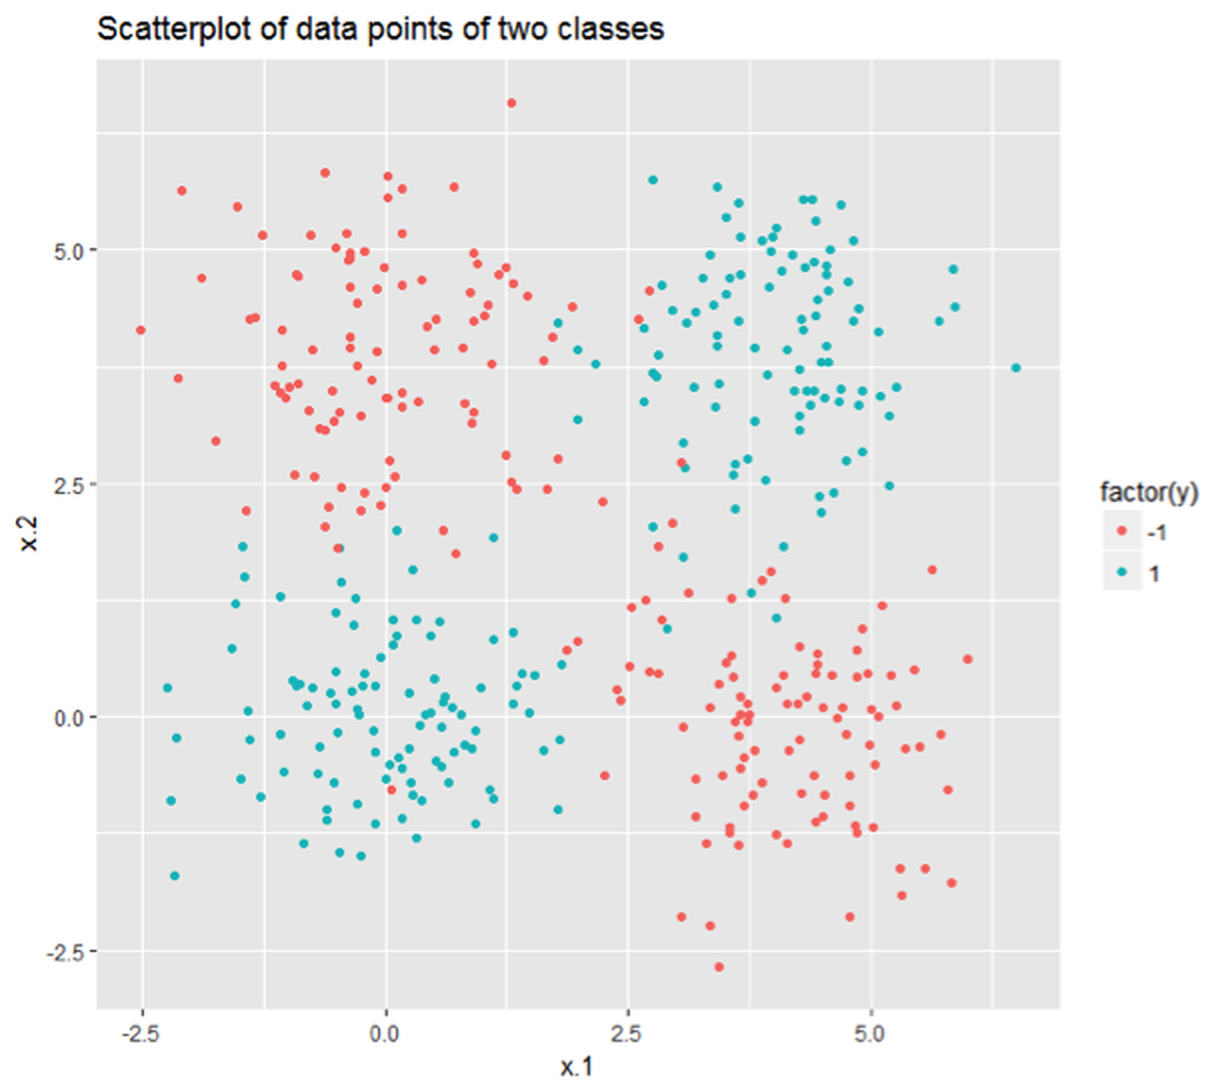 Scatterplot of data points of two classes
5.0
2.5
0.0
-2.5
x.2
-2.5 0.0 2.5 5.0
x.1
factor(y)
-1
1